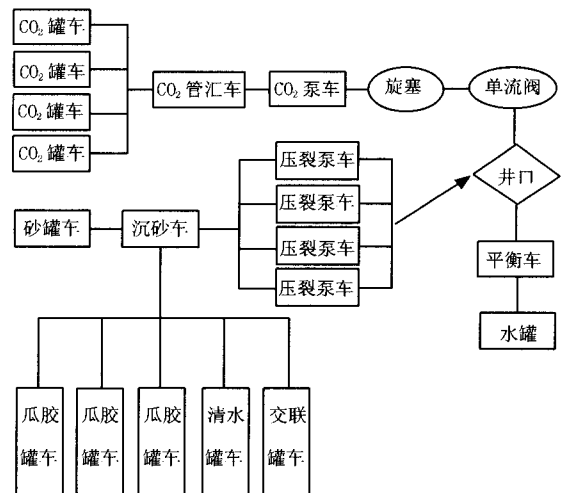 CO₂ 罐车
CO₂ 罐车
CO₂ 罐车
CO₂ 罐车
CO₂ 管汇车
CO₂ 泵车
旋塞
单流阀
井口
平衡车
水罐
压裂泵车
压裂泵车
压裂泵车
压裂泵车
砂罐车
沉砂车
瓜胶
罐车
瓜胶
罐车
瓜胶
罐车
清水
罐车
交联
罐车